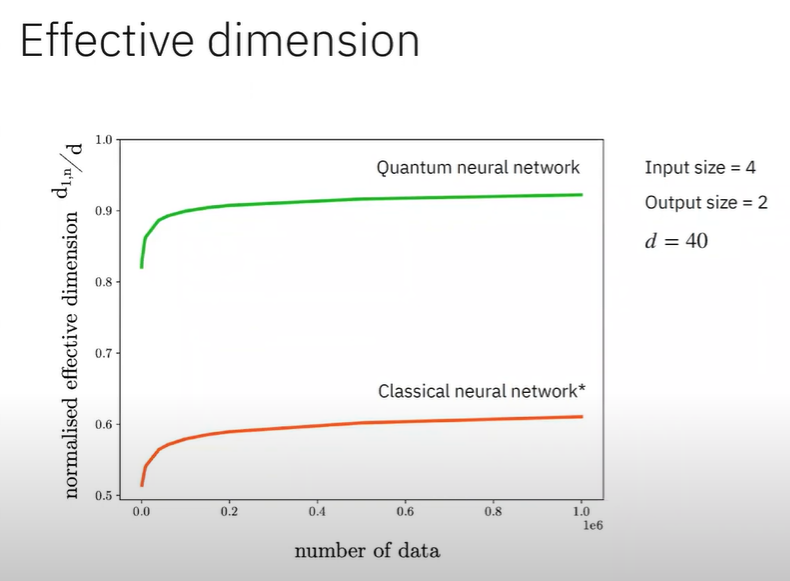 Effective dimension
normalised effective dimension d1,n/d
1.0
0.9
0.8
0.7
0.6
0.5
Quantum neural network
Classical neural network*
0.0 0.2 0.4 0.6 0.8 1.0
1e6
number of data
Input size = 4
Output size = 2
d = 40